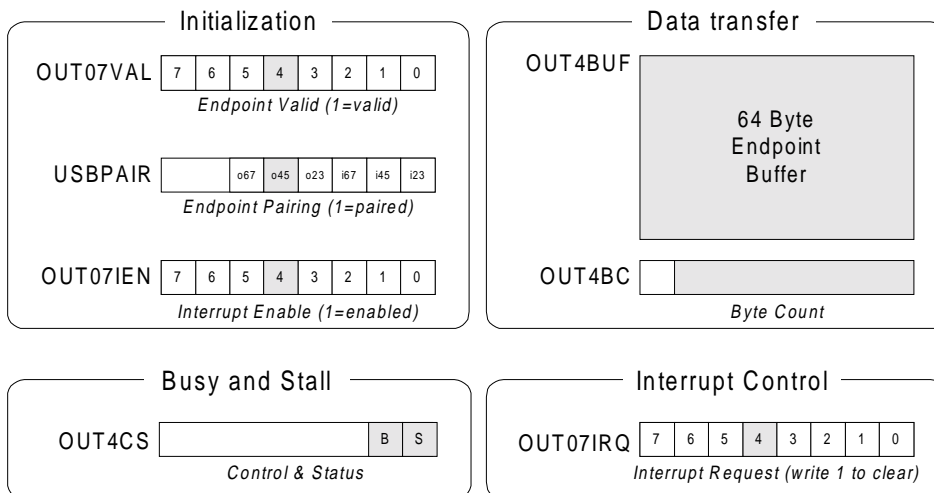 Initialization
OUT07VAL 7 6 5 4 3 2 1 0
Endpoint Valid (1=valid)
USBPAIR o67 o45 o23 i67 i45 i23
Endpoint Pairing (1=paired)
OUT07IEN 7 6 5 4 3 2 1 0
Interrupt Enable (1=enabled)
Data transfer
OUT4BUF
64 Byte
Endpoint
Buffer
OUT4BC
Byte Count
Busy and Stall
OUT4CS B S
Control & Status
Interrupt Control
OUT07IRQ 7 6 5 4 3 2 1 0
Interrupt Request (write 1 to clear)